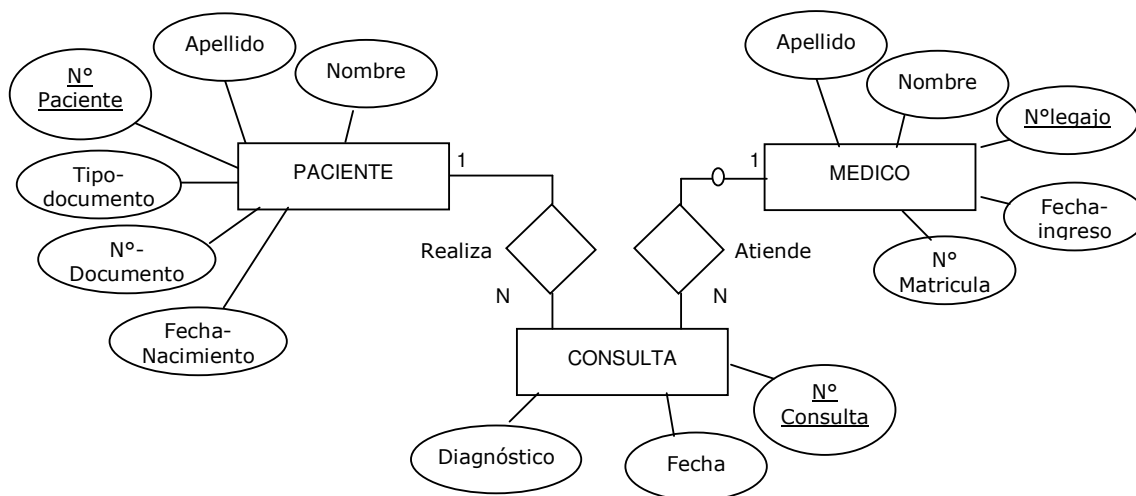 Apellido
Nombre
N°
Paciente
Tipo-
documento
N°-
Documento
Fecha-
Nacimiento
PACIENTE
1
Realiza
N
Apellido
Nombre
N°legajo
Fecha-
ingreso
N°
Matricula
MEDICO
1
Atiende
N
CONSULTA
N°
Consulta
Diagnóstico
Fecha